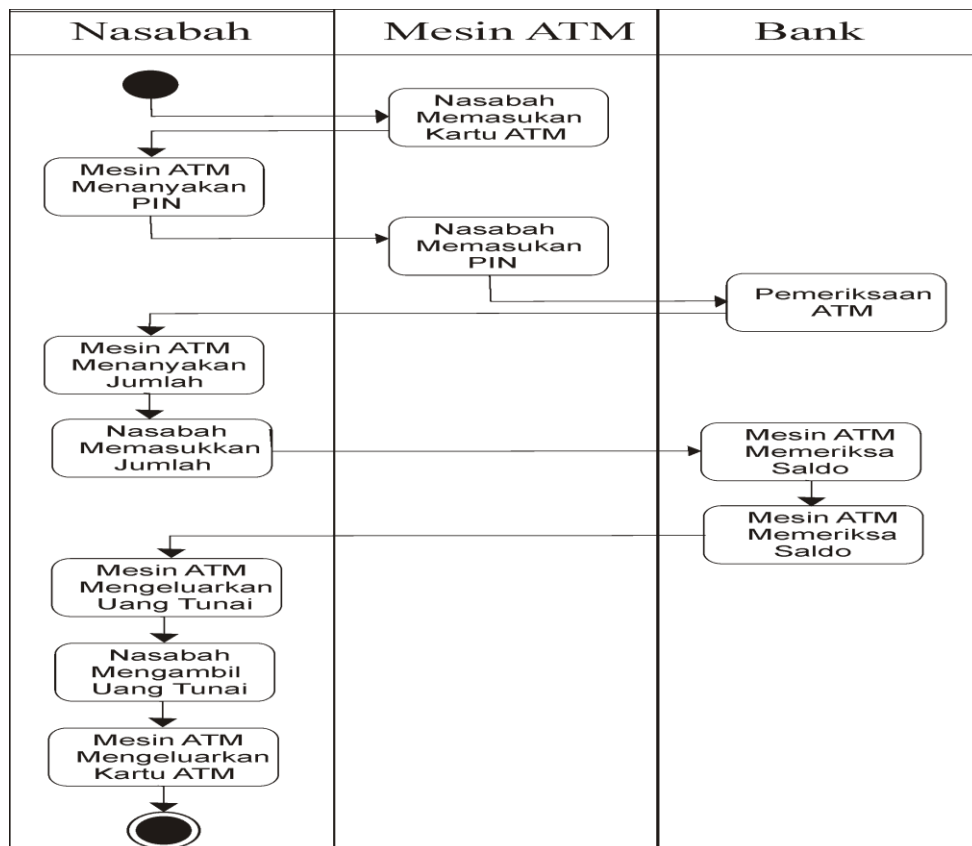 Nasabah
Mesin ATM
Bank
Nasabah
Memasukan
Kartu ATM
Mesin ATM
Menanyakan
PIN
Nasabah
Memasukan
PIN
Pemeriksaan
ATM
Mesin ATM
Menanyakan
Jumlah
Nasabah
Memasukkan
Jumlah
Mesin ATM
Memeriksa
Saldo
Mesin ATM
Memeriksa
Saldo
Mesin ATM
Mengeluarkan
Uang Tunai
Nasabah
Mengambil
Uang Tunai
Mesin ATM
Mengeluarkan
Kartu ATM